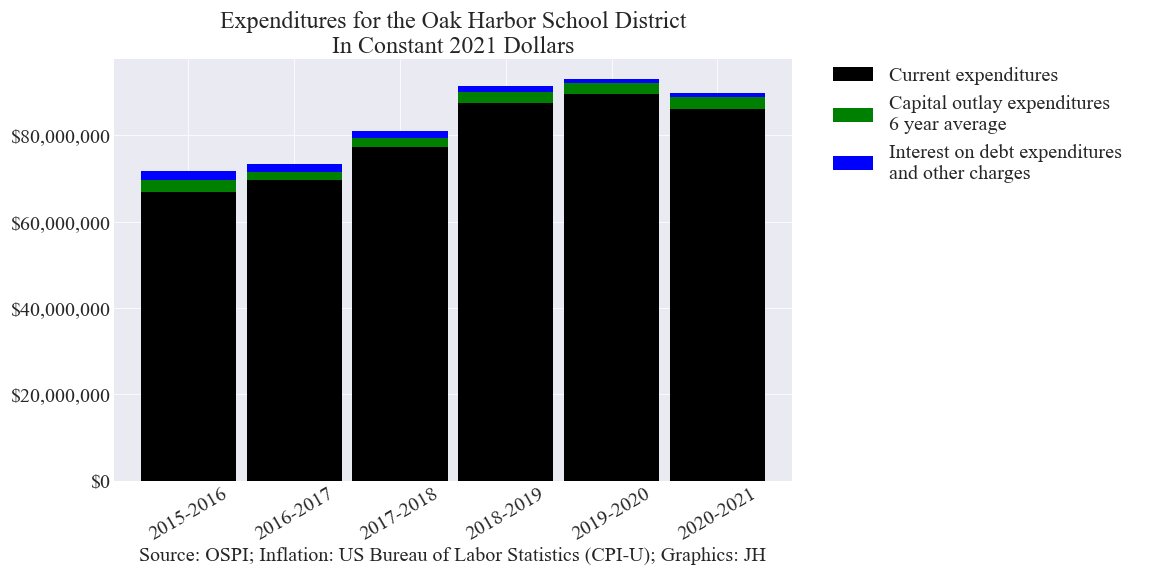 Expenditures for the Oak Harbor School District
In Constant 2021 Dollars
Current expenditures
Capital outlay expenditures
6 year average
Interest on debt expenditures
and other charges
$80,000,000
$60,000,000
$40,000,000
$20,000,000
$0
2015-2016
2016-2017
2017-2018
2018-2019
2019-2020
2020-2021
Source: OSPI; Inflation: US Bureau of Labor Statistics (CPI-U); Graphics: JH